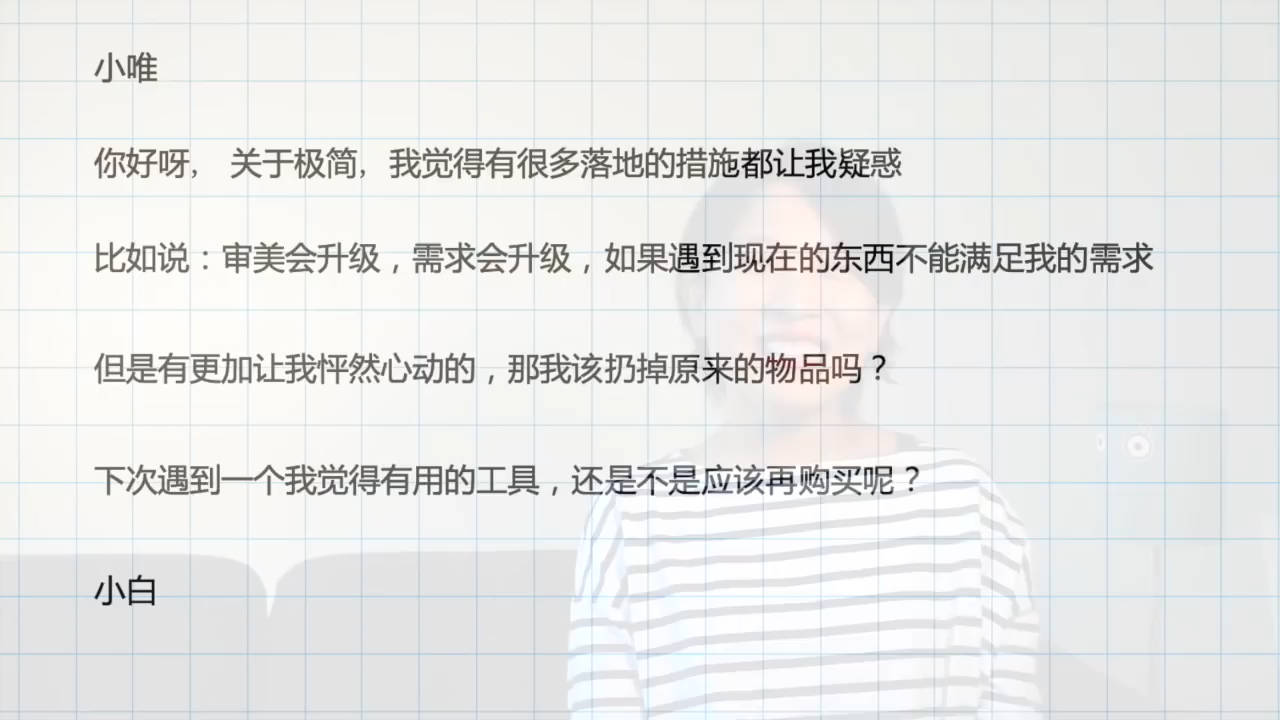 小唯
你好呀, 关于极简, 我觉得有很多落地的措施都让我疑惑
比如说：审美会升级，需求会升级，如果遇到现在的东西不能满足我的需求
但是有更加让我怦然心动的，那我该扔掉原来的物品吗？
下次遇到一个我觉得有用的工具，还是不是应该再购买呢？
小白